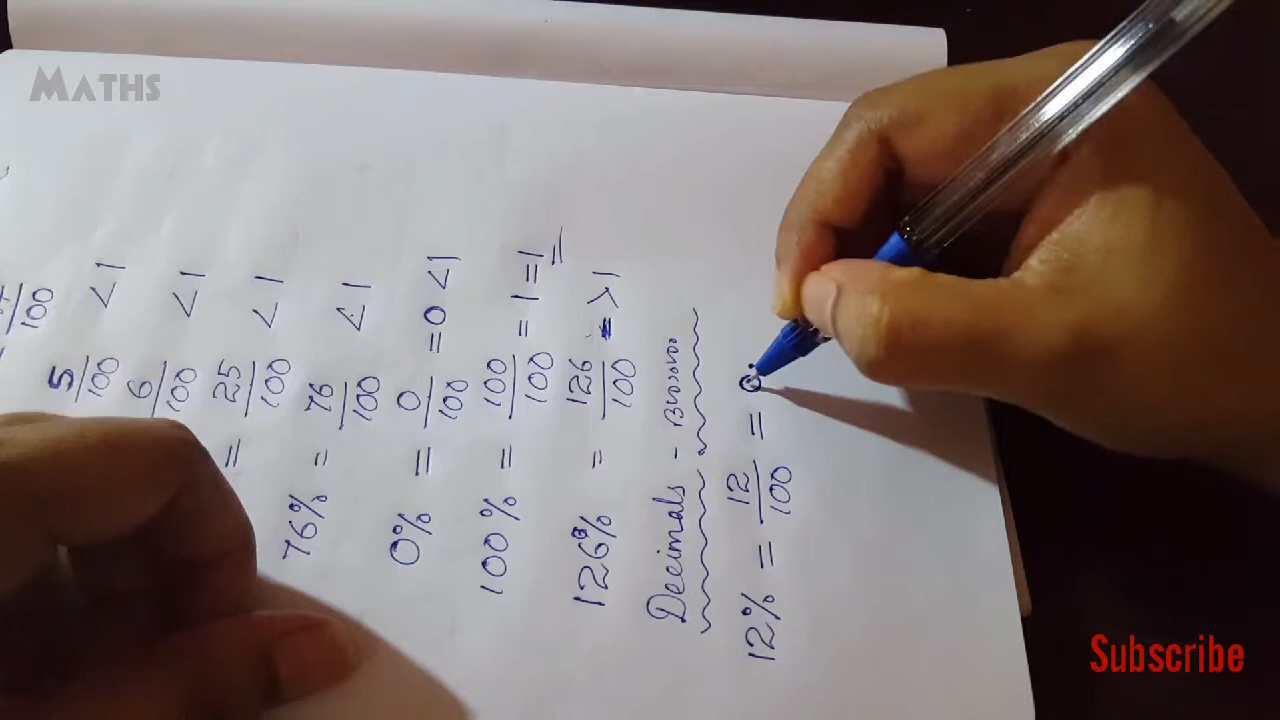 MATHS
100
5/100 < 1
6/100 < 1
= 25/100 < 1
76% = 76/100 < 1
0% = 0/100 = 0 < 1
100% = 100/100 = 1 = 1
126% = 126/100 > 1
Decimals -
12% = 12/100 = 0.
Subscribe